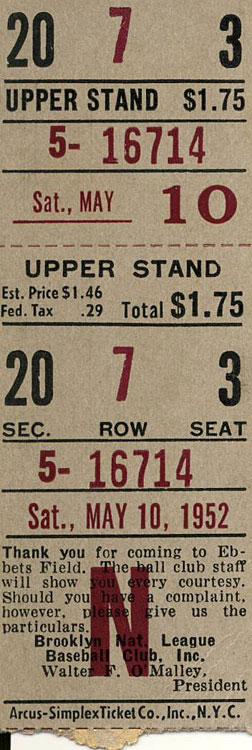 20 7 3
UPPER STAND $1.75
5- 16714
Sat., MAY 10
UPPER STAND
Est. Price $1.46
Fed. Tax .29 Total $1.75
20 7 3
SEC. ROW SEAT
5- 16714
Sat., MAY 10, 1952
N
Thank you for coming to Eb-
bets Field. The ball club staff
will show you every courtesy.
Should you have a complaint,
however, please give us the
particulars.
Brooklyn Nat. League
Baseball Club, Inc.
Walter F. O'Malley,
President
Arcus-Simplex Ticket Co., Inc., N.Y.C.